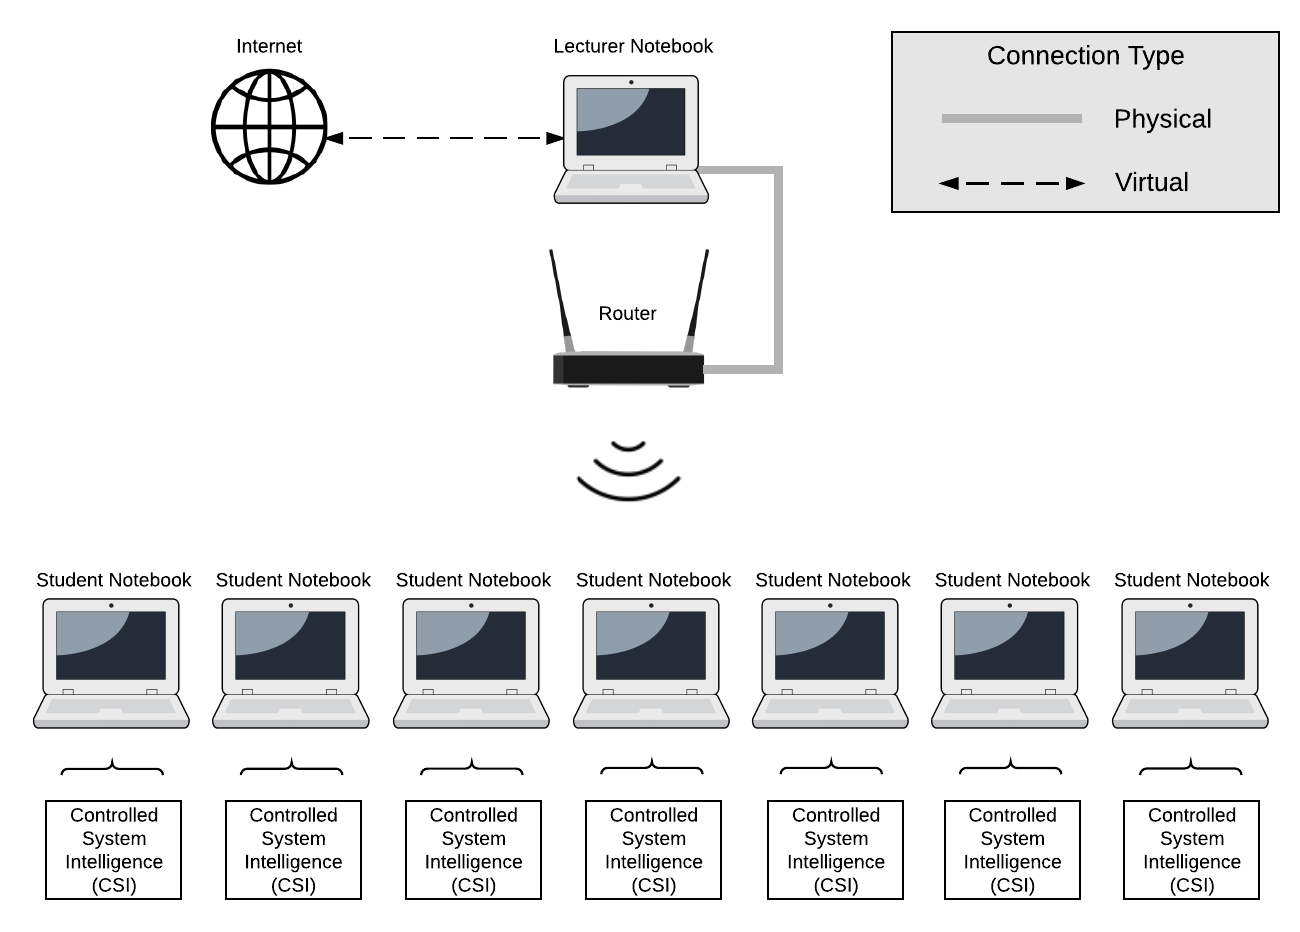 Internet
Lecturer Notebook
Connection Type
Physical
Virtual
Router
Student Notebook
Student Notebook
Student Notebook
Student Notebook
Student Notebook
Student Notebook
Student Notebook
Controlled
System
Intelligence
(CSI)
Controlled
System
Intelligence
(CSI)
Controlled
System
Intelligence
(CSI)
Controlled
System
Intelligence
(CSI)
Controlled
System
Intelligence
(CSI)
Controlled
System
Intelligence
(CSI)
Controlled
System
Intelligence
(CSI)